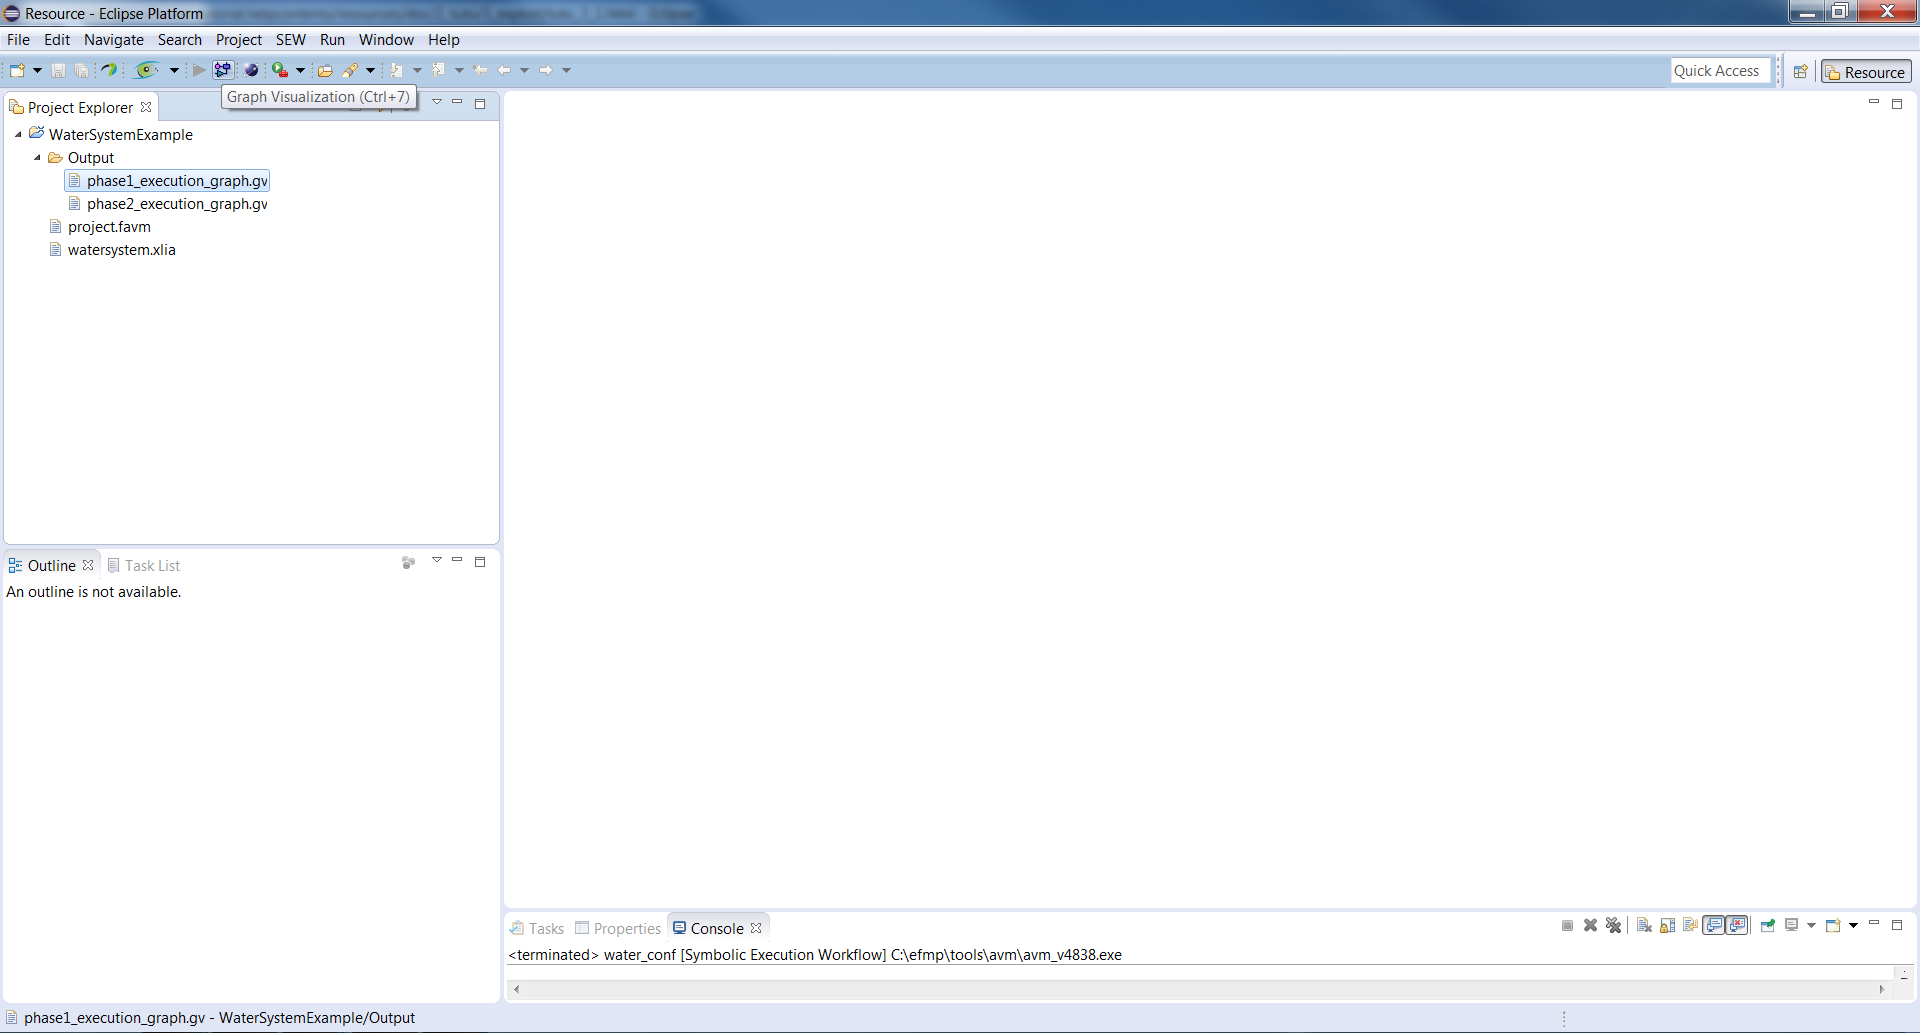 Resource - Eclipse Platform
File Edit Navigate Search Project SEW Run Window Help
Quick Access
Resource
Graph Visualization (Ctrl+7)
Project Explorer
WaterSystemExample
Output
phase1_execution_graph.gv
phase2_execution_graph.gv
project.favm
watersystem.xlia
Outline Task List
An outline is not available.
Tasks Properties Console
<terminated> water_conf [Symbolic Execution Workflow] C:\efmp\tools\avm\avm_v4838.exe
phase1_execution_graph.gv - WaterSystemExample/Output